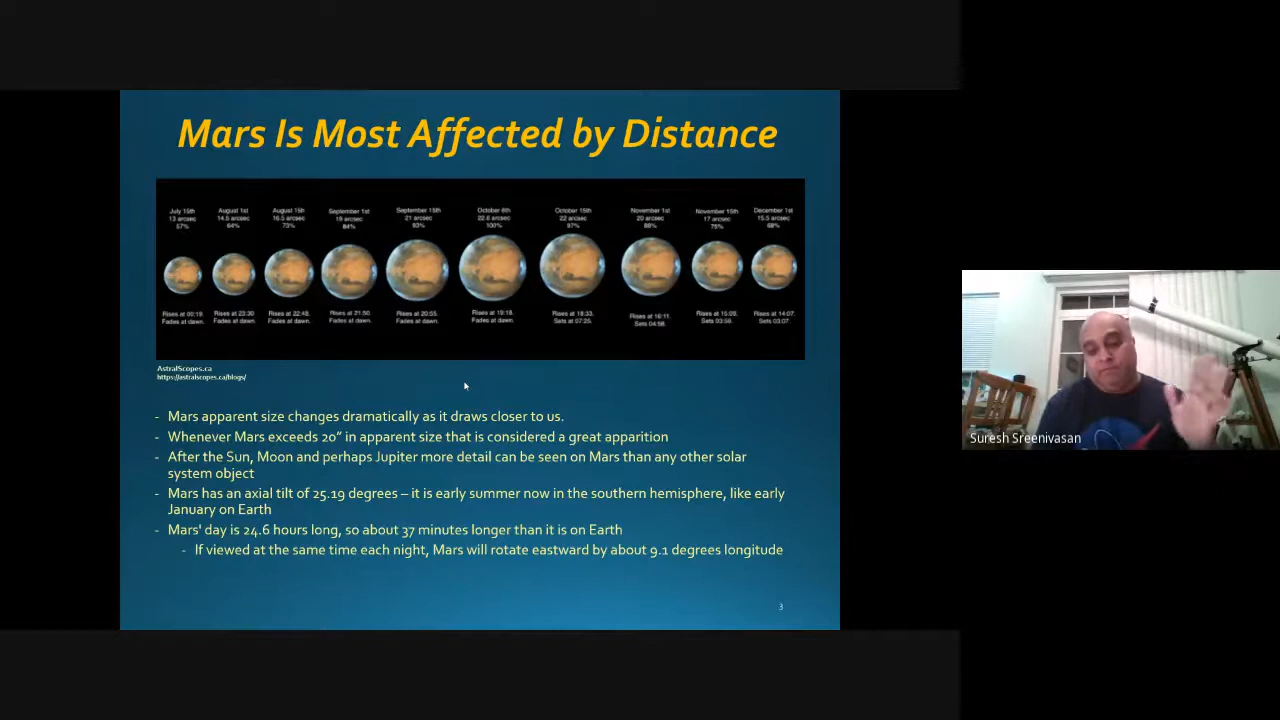 Mars Is Most Affected by Distance
July 15th
13 arcsec
57%
August 1st
14.5 arcsec
64%
August 15h
16.5 arcsec
73%
September 1st
19 arcsec
84%
September 15th
21 arcsec
93%
October 6th
22.6 arcsec
100%
October 15th
22 arcsec
97%
November 1st
20 arcsec
88%
November 15th
17 arcsec
75%
December 1st
15.5 arcsec
68%
Rises at 00:19.
Fades at dawn.
Rises at 23:30
Fades at dawn.
Rises at 22:48.
Fades at dawn.
Rises at 21:50.
Fades at dawn.
Rises at 20:55.
Fades at dawn.
Rises at 19:18.
Fades at dawn.
Rises at 18:33.
Sets at 07:25.
Rises at 16:11.
Sets 04:58.
Rises at 15:09.
Sets 03:58.
Rises at 14:07.
Sets 03:07.
AstralScopes.ca
https://astralscopes.ca/blogs/
- Mars apparent size changes dramatically as it draws closer to us.
- Whenever Mars exceeds 20” in apparent size that is considered a great apparition
- After the Sun, Moon and perhaps Jupiter more detail can be seen on Mars than any other solar
system object
- Mars has an axial tilt of 25.19 degrees – it is early summer now in the southern hemisphere, like early
January on Earth
- Mars' day is 24.6 hours long, so about 37 minutes longer than it is on Earth
- If viewed at the same time each night, Mars will rotate eastward by about 9.1 degrees longitude
3
Suresh Sreenivasan